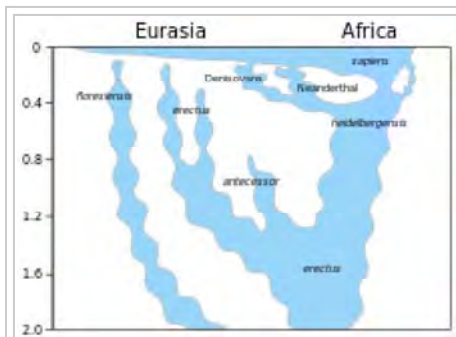 Eurasia Africa
0
sapiens
Denisovans
Neanderthal
floresensis
0.4
erectus
heidelbergensis
0.8
antecessor
1.2
erectus
1.6
2.0